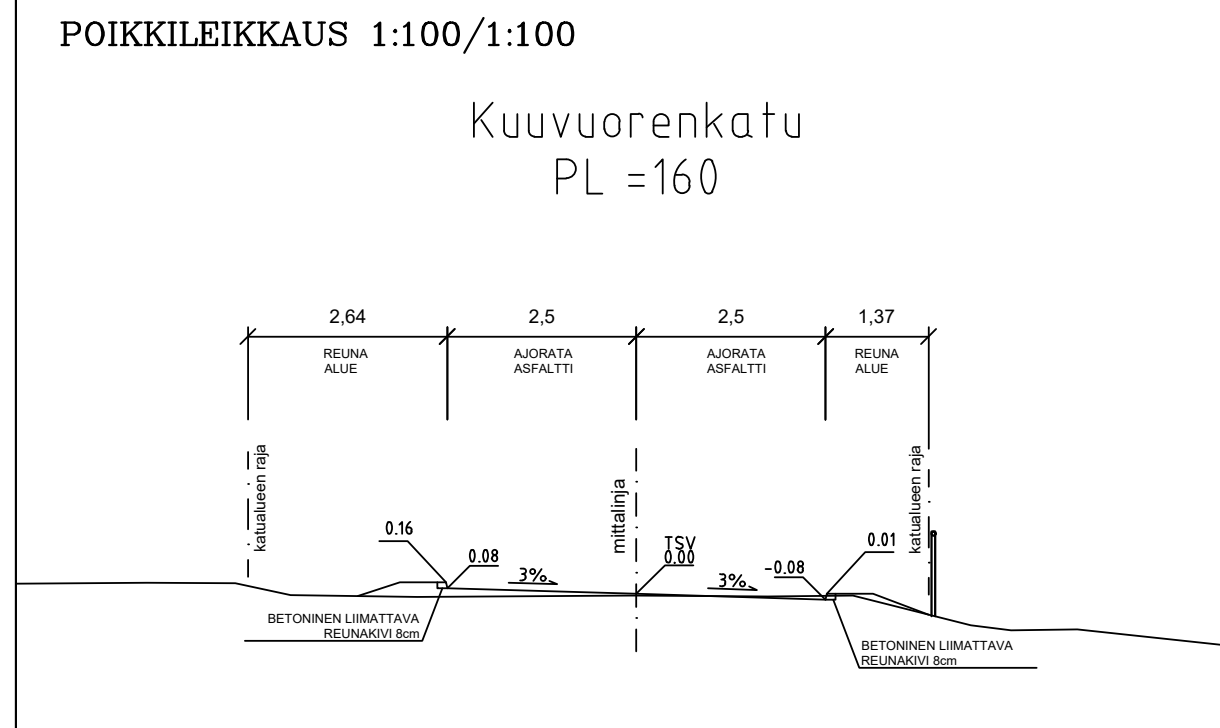 POIKKILEIKKAUS 1:100/1:100
Kuuvuorenkatu
PL =160
2,64
2,5
2,5
1,37
REUNA
ALUE
AJORATA
ASFALTTI
AJORATA
ASFALTTI
REUNA
ALUE
katualueen raja
mittalinja
katualueen raja
0.16
0.08
3%
TSV
0.00
3%
-0.08
0.01
BETONINEN LIIMATTAVA
REUNAKIVI 8cm
BETONINEN LIIMATTAVA
REUNAKIVI 8cm